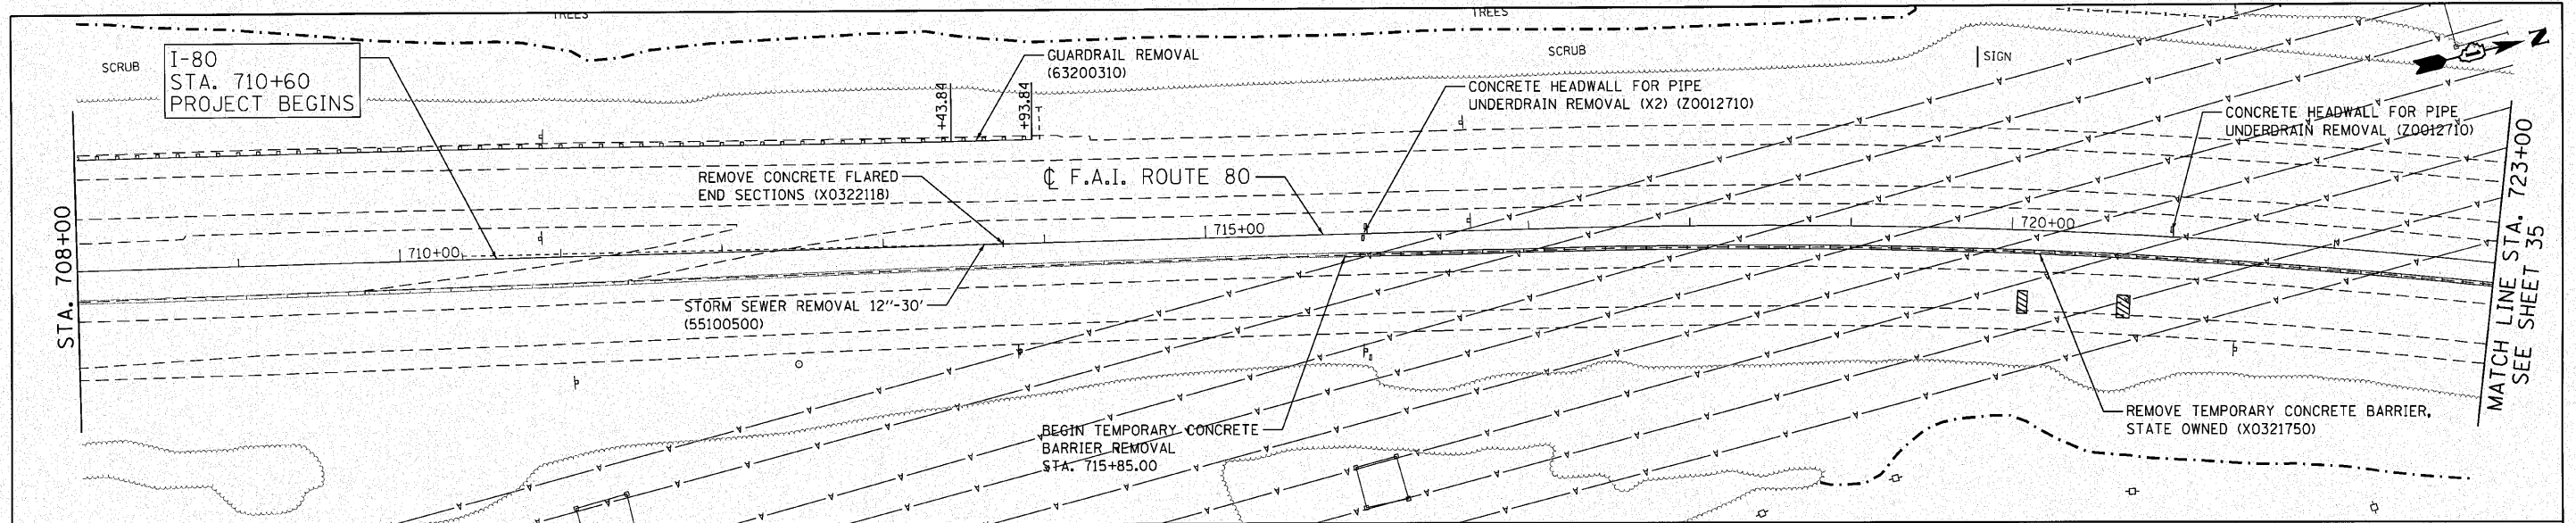 TREES
TREES
SCRUB
I-80
STA. 710+60
PROJECT BEGINS
GUARDRAIL REMOVAL
(63200310)
SCRUB
SIGN
N
+43.84
+93.84
CONCRETE HEADWALL FOR PIPE
UNDERDRAIN REMOVAL (X2) (Z0012710)
CONCRETE HEADWALL FOR PIPE
UNDERDRAIN REMOVAL (Z0012710)
REMOVE CONCRETE FLARED
END SECTIONS (X0322118)
℄ F.A.I. ROUTE 80
STA. 708+00
710+00
715+00
720+00
MATCH LINE STA. 723+00
SEE SHEET 35
STORM SEWER REMOVAL 12"-30'
(55100500)
BEGIN TEMPORARY CONCRETE
BARRIER REMOVAL
STA. 715+85.00
REMOVE TEMPORARY CONCRETE BARRIER,
STATE OWNED (X0321750)